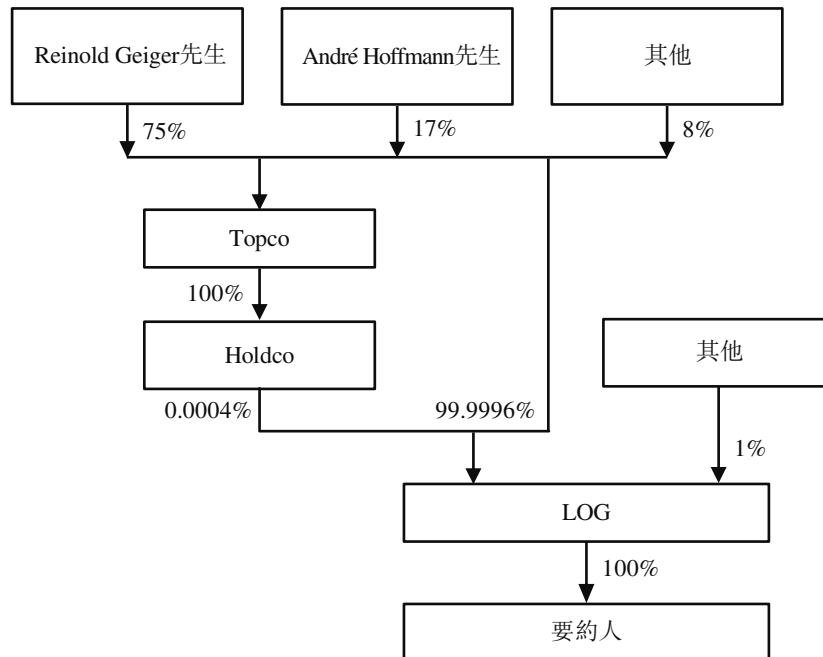 Reinold Geiger先生
André Hoffmann先生
其他
75%
17%
8%
Topco
100%
Holdco
其他
0.0004%
99.9996%
1%
LOG
100%
要約人